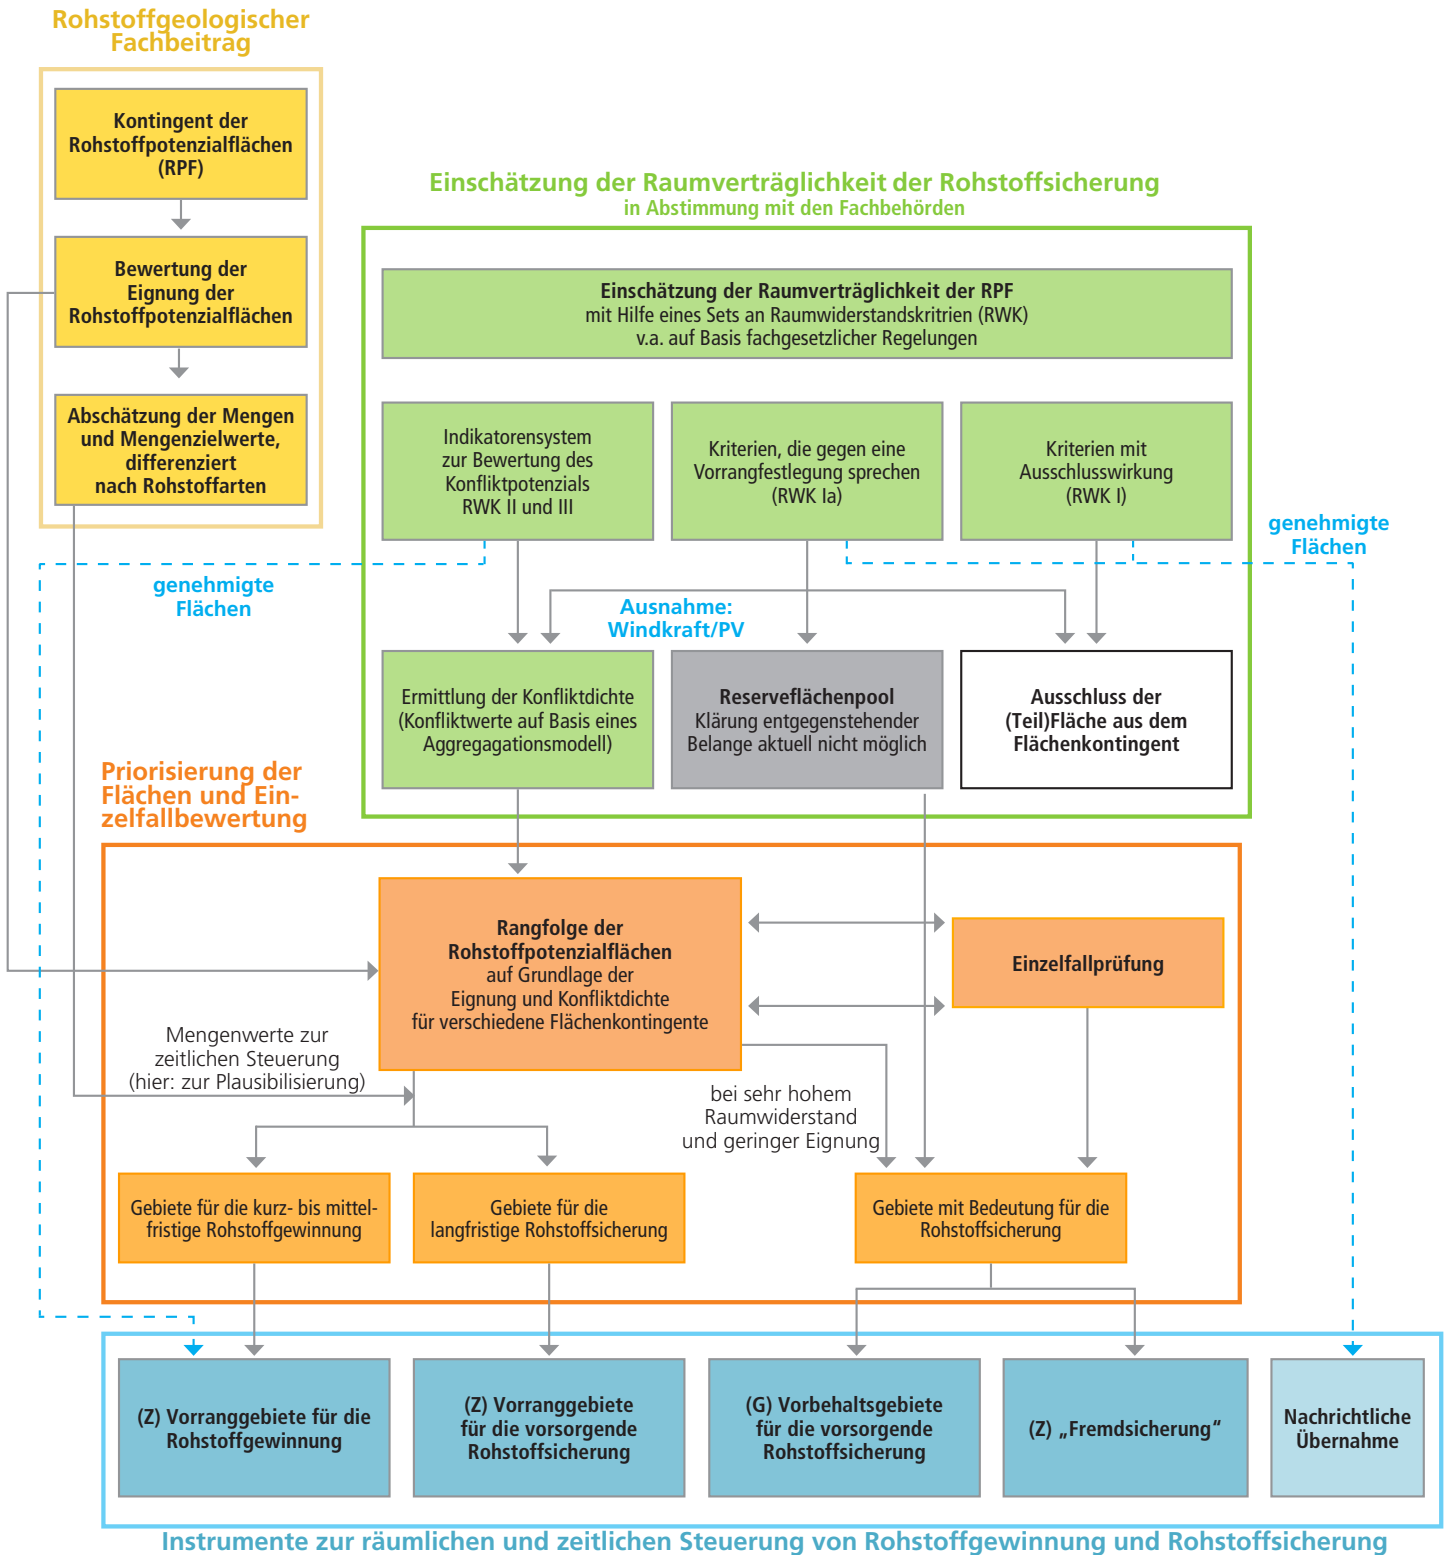 Rohstoffgeologischer
Fachbeitrag
Kontingent der
Rohstoffpotenzialflächen
(RPF)
Bewertung der
Eignung der
Rohstoffpotenzialflächen
Abschätzung der Mengen
und Mengenzielwerte,
differenziert
nach Rohstoffarten
Einschätzung der Raumverträglichkeit der Rohstoffsicherung
in Abstimmung mit den Fachbehörden
Einschätzung der Raumverträglichkeit der RPF
mit Hilfe eines Sets an Raumwiderstandskritrien (RWK)
v.a. auf Basis fachgesetzlicher Regelungen
Indikatorensystem
zur Bewertung des
Konfliktpotenzials
RWK II und III
Kriterien, die gegen eine
Vorrangfestlegung sprechen
(RWK Ia)
Kriterien mit
Ausschlusswirkung
(RWK I)
genehmigte
Flächen
genehmigte
Flächen
Ausnahme:
Windkraft/PV
Ermittlung der Konfliktdichte
(Konfliktwerte auf Basis eines
Aggregagationsmodell)
Reserveflächenpool
Klärung entgegenstehender
Belange aktuell nicht möglich
Ausschluss der
(Teil)Fläche aus dem
Flächenkontingent
Priorisierung der
Flächen und Ein-
zelfallbewertung
Rangfolge der
Rohstoffpotenzialflächen
auf Grundlage der
Eignung und Konfliktdichte
für verschiedene Flächenkontingente
Einzelfallprüfung
Mengenwerte zur
zeitlichen Steuerung
(hier: zur Plausibilisierung)
bei sehr hohem
Raumwiderstand
und geringer Eignung
Gebiete für die kurz- bis mittel-
fristige Rohstoffgewinnung
Gebiete für die
langfristige Rohstoffsicherung
Gebiete mit Bedeutung für die
Rohstoffsicherung
(Z) Vorranggebiete für die
Rohstoffgewinnung
(Z) Vorranggebiete
für die vorsorgende
Rohstoffsicherung
(G) Vorbehaltsgebiete
für die vorsorgende
Rohstoffsicherung
(Z) „Fremdsicherung“
Nachrichtliche
Übernahme
Instrumente zur räumlichen und zeitlichen Steuerung von Rohstoffgewinnung und Rohstoffsicherung